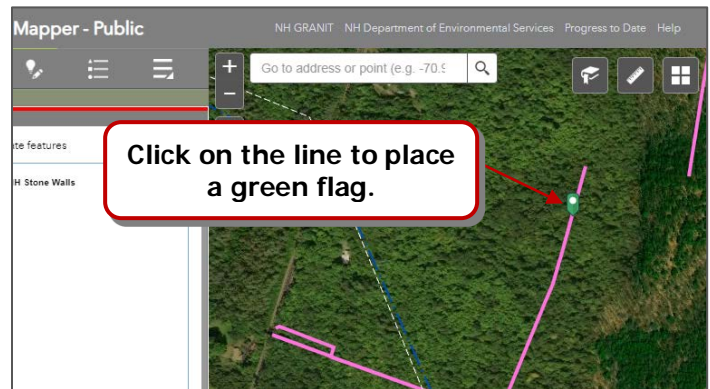 Mapper - Public
NH GRANIT NH Department of Environmental Services Progress to Date Help
Go to address or point (e.g. -70.9
te features
H Stone Walls
Click on the line to place
a green flag.